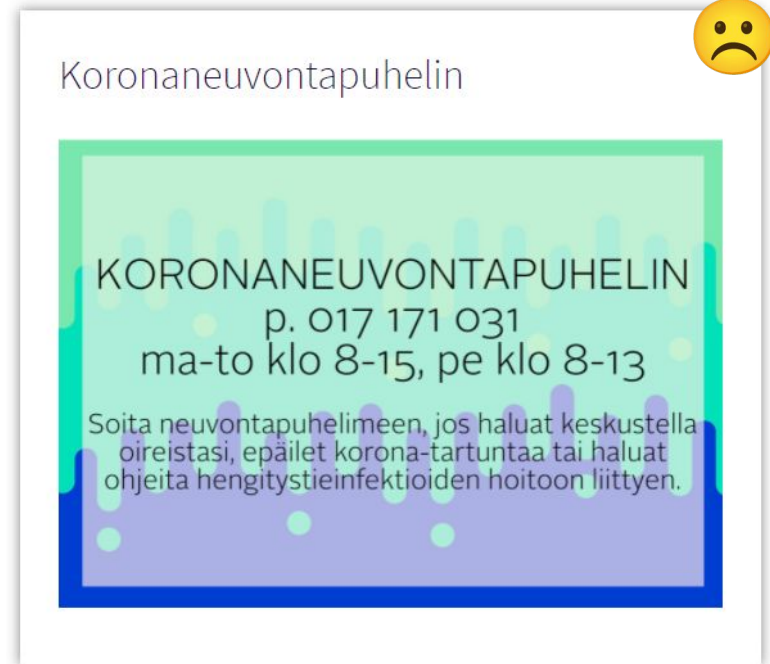 Koronaneuvontapuhelin
KORONANEUVONTAPUHELIN
p. 017 171 031
ma-to klo 8-15, pe klo 8-13
Soita neuvontapuhelimeen, jos haluat keskustella
oireistasi, epäilet korona-tartuntaa tai haluat
ohjeita hengitystieinfektioiden hoitoon liittyen.